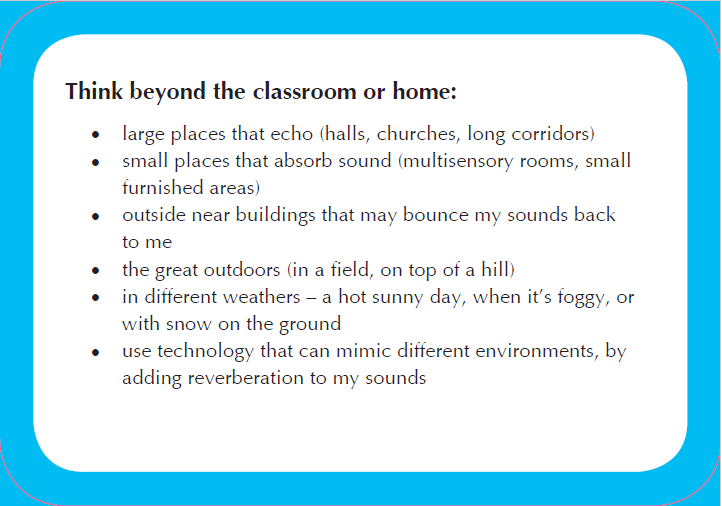 Think beyond the classroom or home:
• large places that echo (halls, churches, long corridors)
• small places that absorb sound (multisensory rooms, small
furnished areas)
• outside near buildings that may bounce my sounds back
to me
• the great outdoors (in a field, on top of a hill)
• in different weathers – a hot sunny day, when it’s foggy, or
with snow on the ground
• use technology that can mimic different environments, by
adding reverberation to my sounds